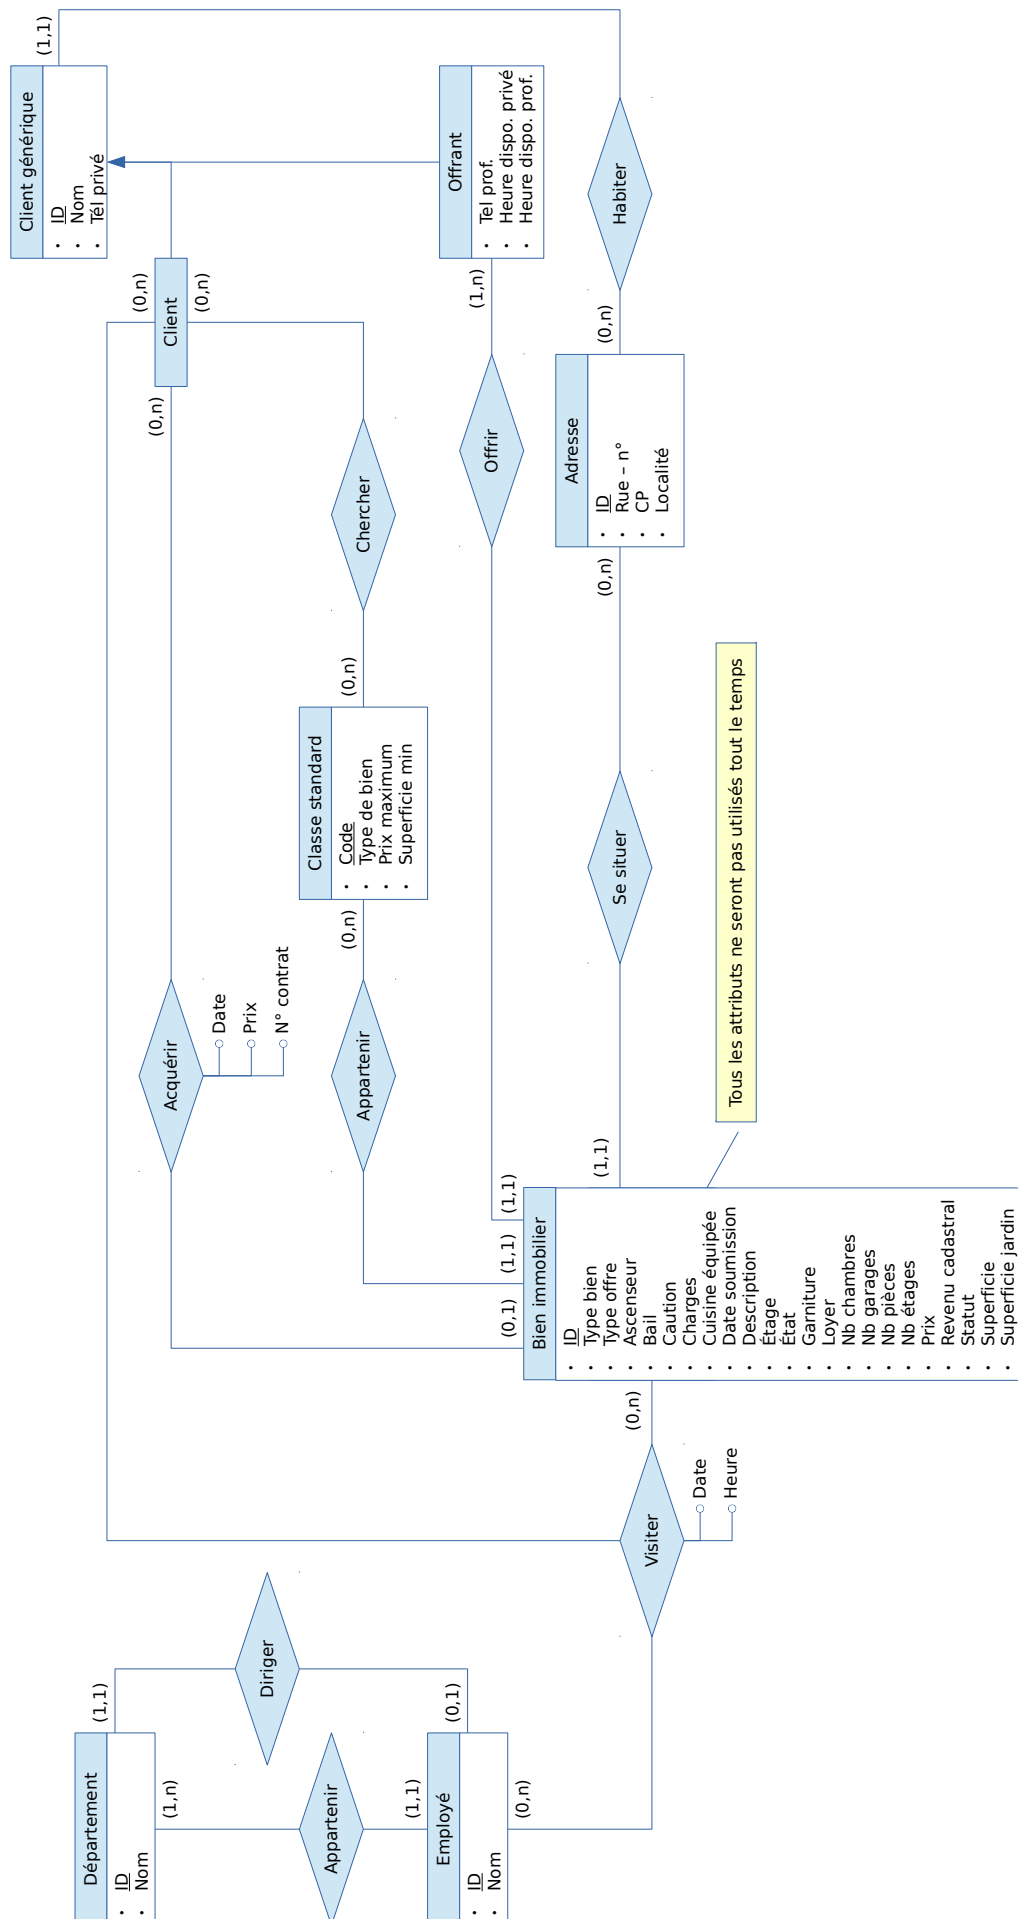 Département
ID
Nom
(1,1)
(1,n)
Diriger
Appartenir
(0,1)
(1,1)
Employé
ID
Nom
(0,n)
Visiter
Date
Heure
(0,n)
Acquérir
Date
Prix
N° contrat
(0,n)
(0,n)
Client
(0,n)
Client générique
ID
Nom
Tél privé
(1,1)
Appartenir
(0,n)
Classe standard
Code
Type de bien
Prix maximum
Superficie min
(0,n)
Chercher
Offrir
(1,n)
Offrant
Tel prof.
Heure dispo. privé
Heure dispo. prof.
(0,1)
(1,1)
(1,1)
Bien immobilier
ID
Type bien
Type offre
Ascenseur
Bail
Caution
Charges
Cuisine équipée
Date soumission
Description
Étage
État
Garniture
Loyer
Nb chambres
Nb garages
Nb pièces
Nb étages
Prix
Revenu cadastral
Statut
Superficie
Superficie jardin
(1,1)
Se situer
(0,n)
Adresse
ID
Rue – n°
CP
Localité
(0,n)
Habiter
Tous les attributs ne seront pas utilisés tout le temps